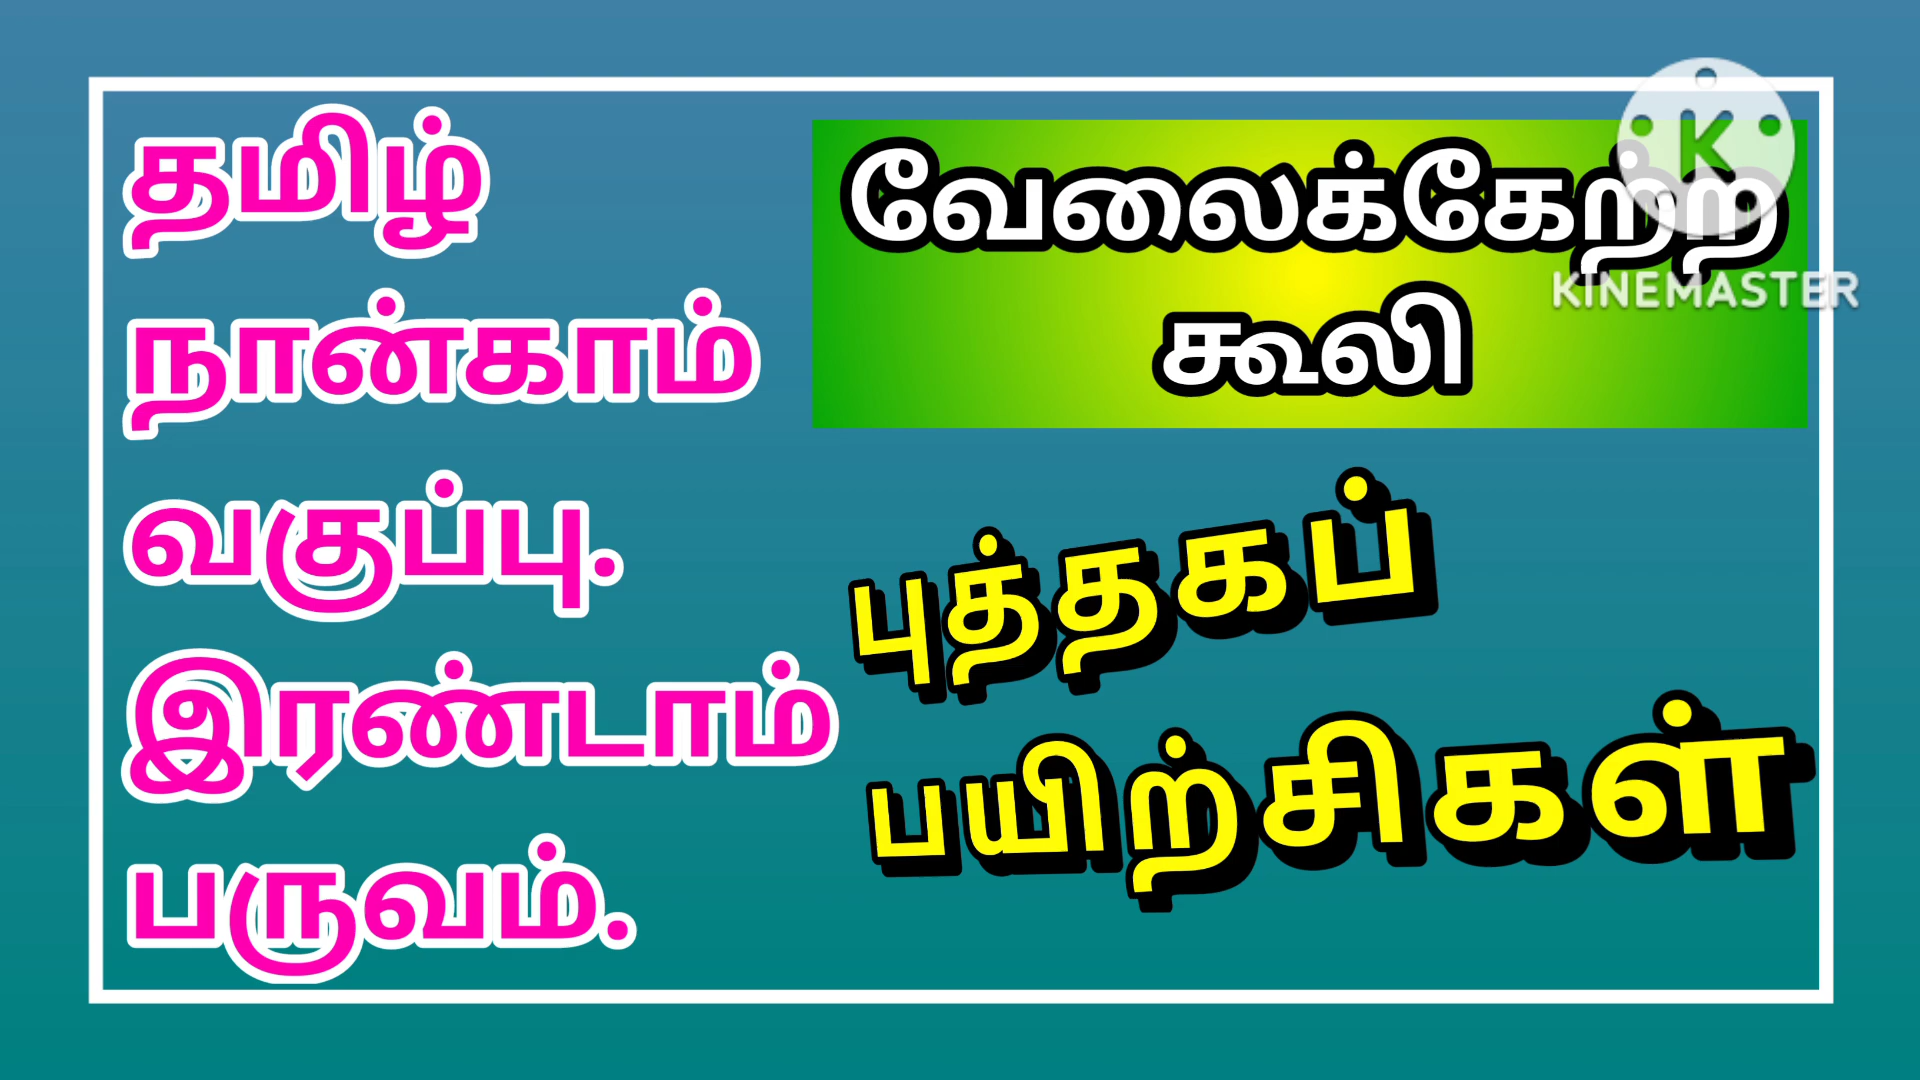 தமிழ்
நான்காம்
வகுப்பு.
இரண்டாம்
பருவம்.
வேலைக்கேற்ற
கூலி
புத்தகப்
பயிற்சிகள்
K
KINEMASTER